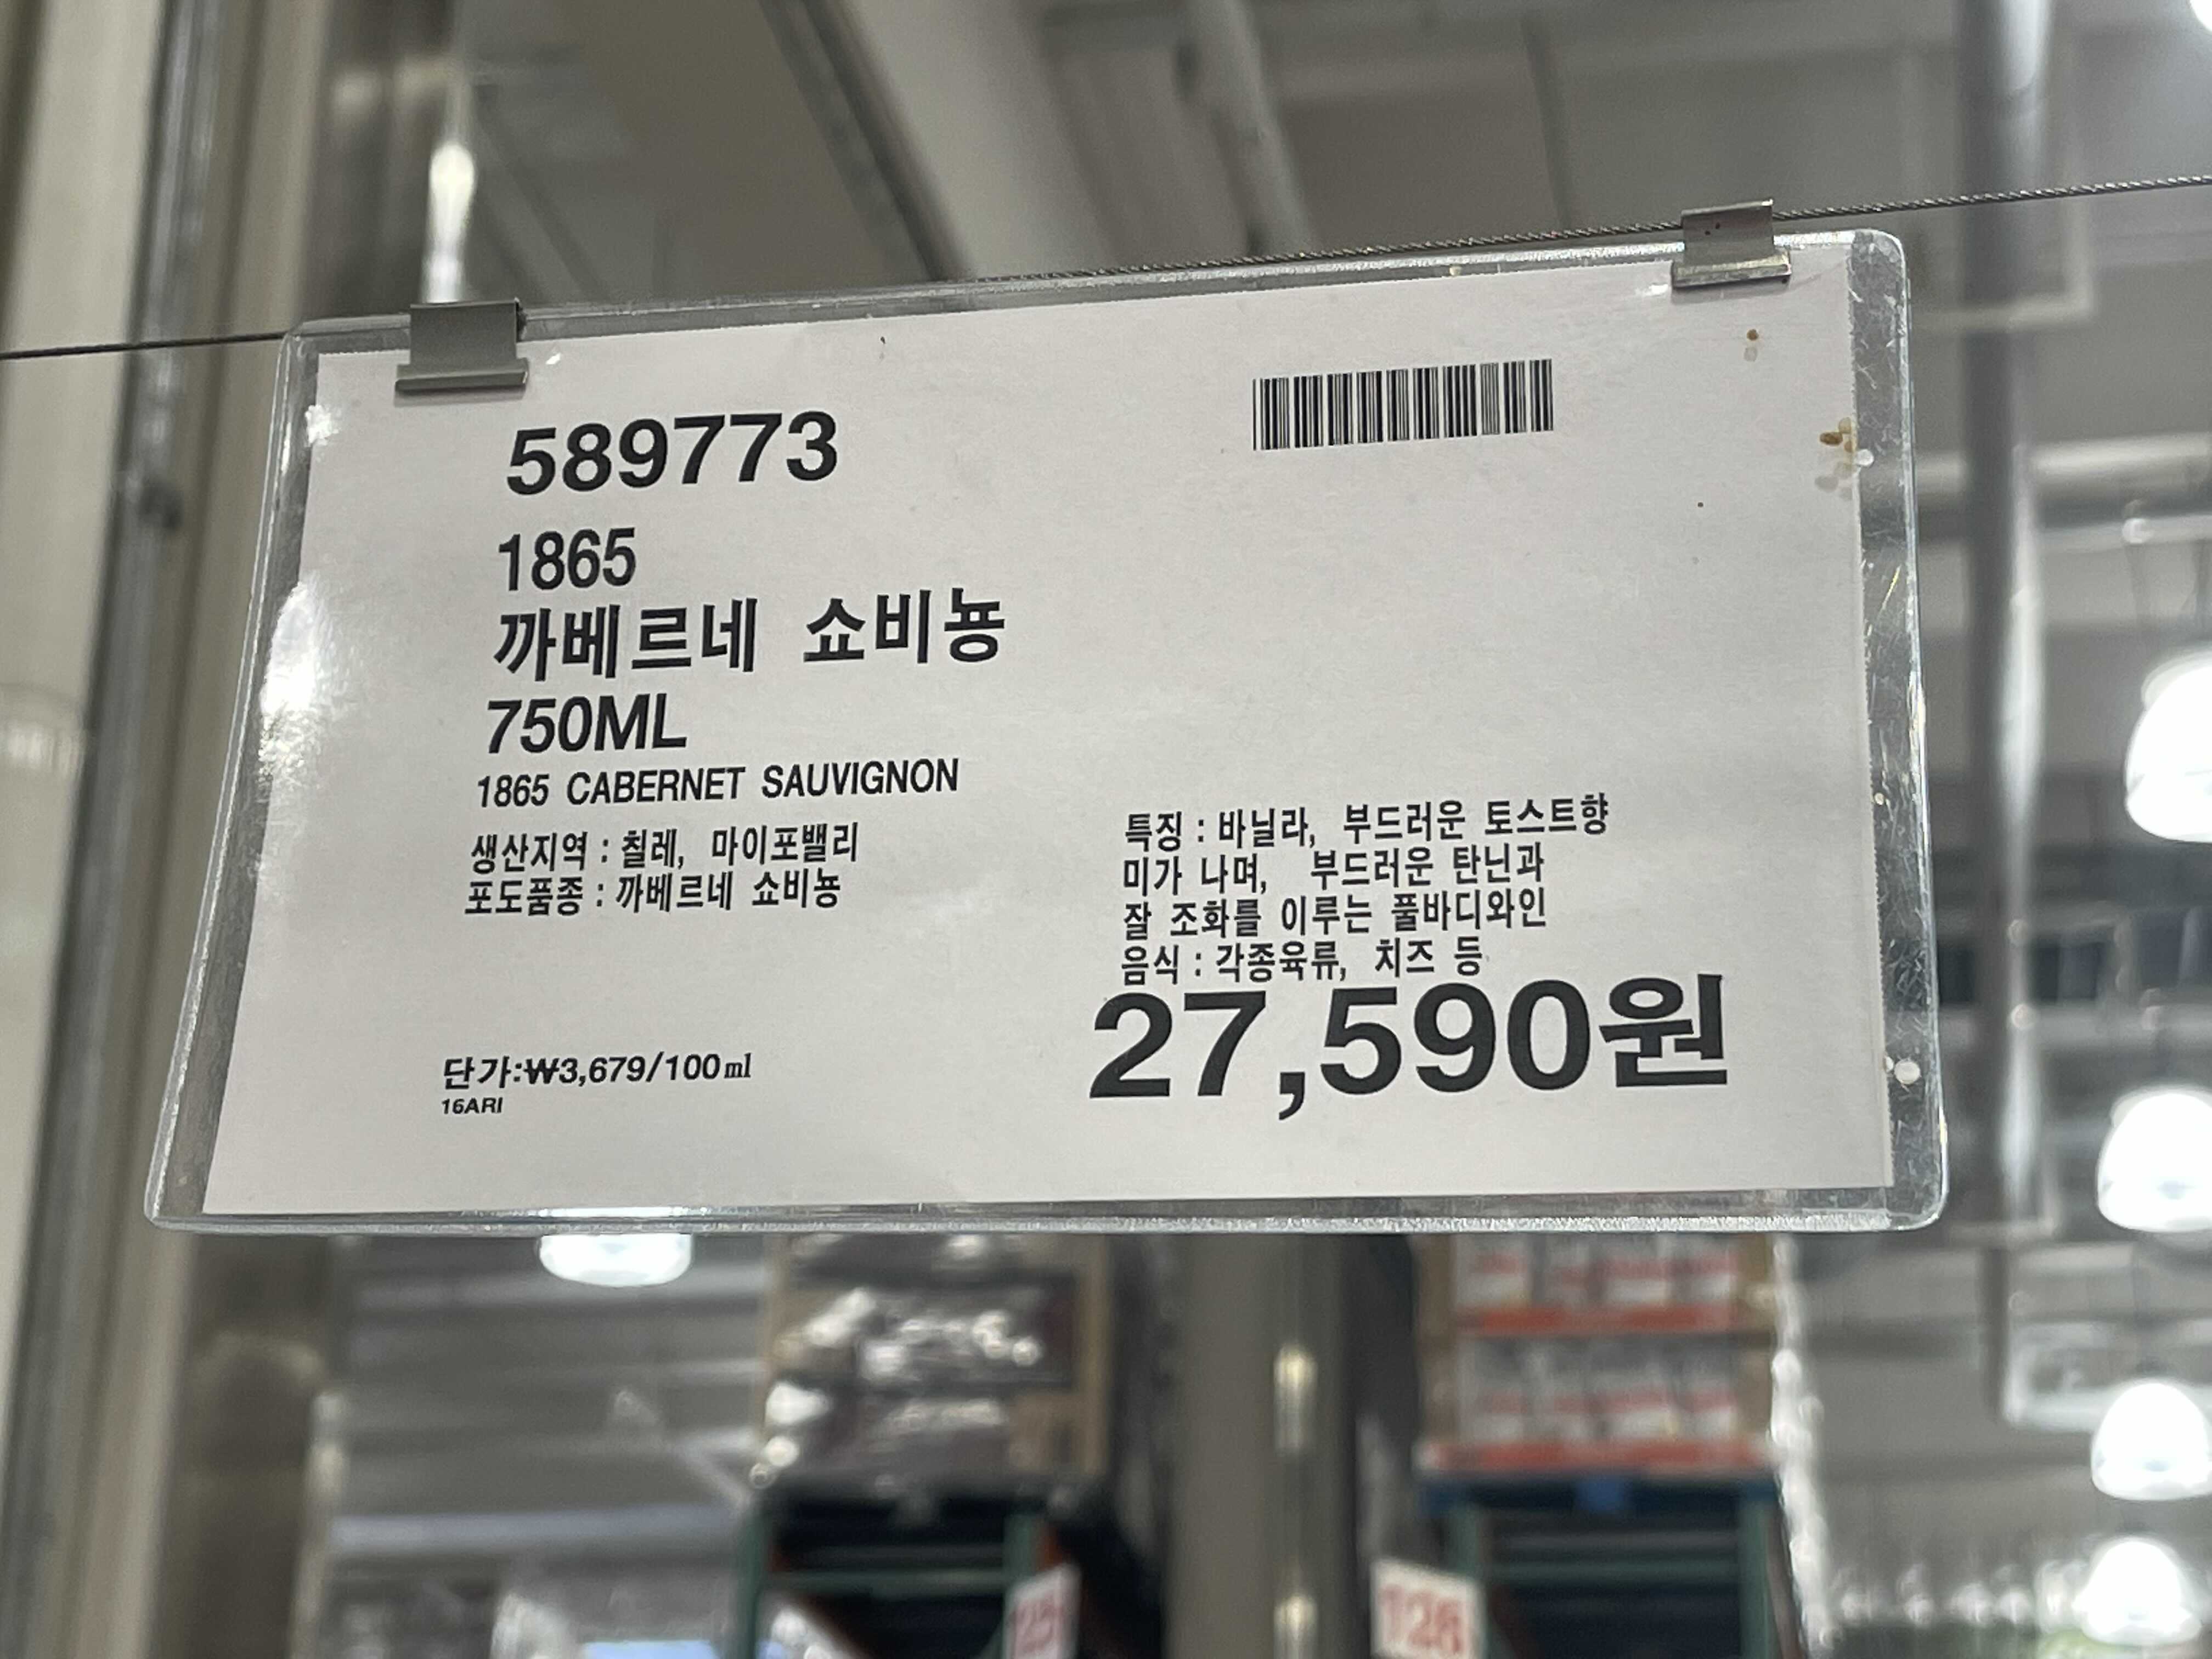 589773
1865
까베르네 쇼비뇽
750ML
1865 CABERNET SAUVIGNON
생산지역 : 칠레, 마이포밸리
포도품종 : 까베르네 쇼비뇽
특징 : 바닐라, 부드러운 토스트향
미가 나며, 부드러운 탄닌과
잘 조화를 이루는 풀바디와인
음식 : 각종육류, 치즈 등
27,590원
단가:₩3,679/100㎖
16ARI